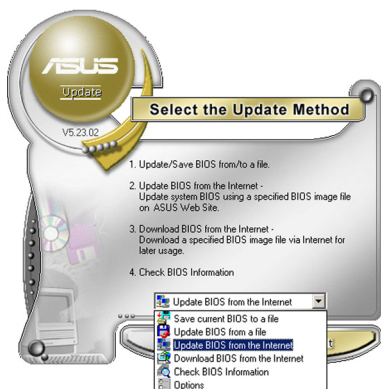 ASUS
Update
V5.23.02
Select the Update Method
1. Update/Save BIOS from/to a file.
2. Update BIOS from the Internet -
Update system BIOS using a specified BIOS image file
on ASUS Web Site.
3. Download BIOS from the Internet -
Download a specified BIOS image file via Internet for
later usage.
4. Check BIOS Information
Update BIOS from the Internet
Save current BIOS to a file
Update BIOS from a file
Update BIOS from the Internet
Download BIOS from the Internet
Check BIOS Information
Options